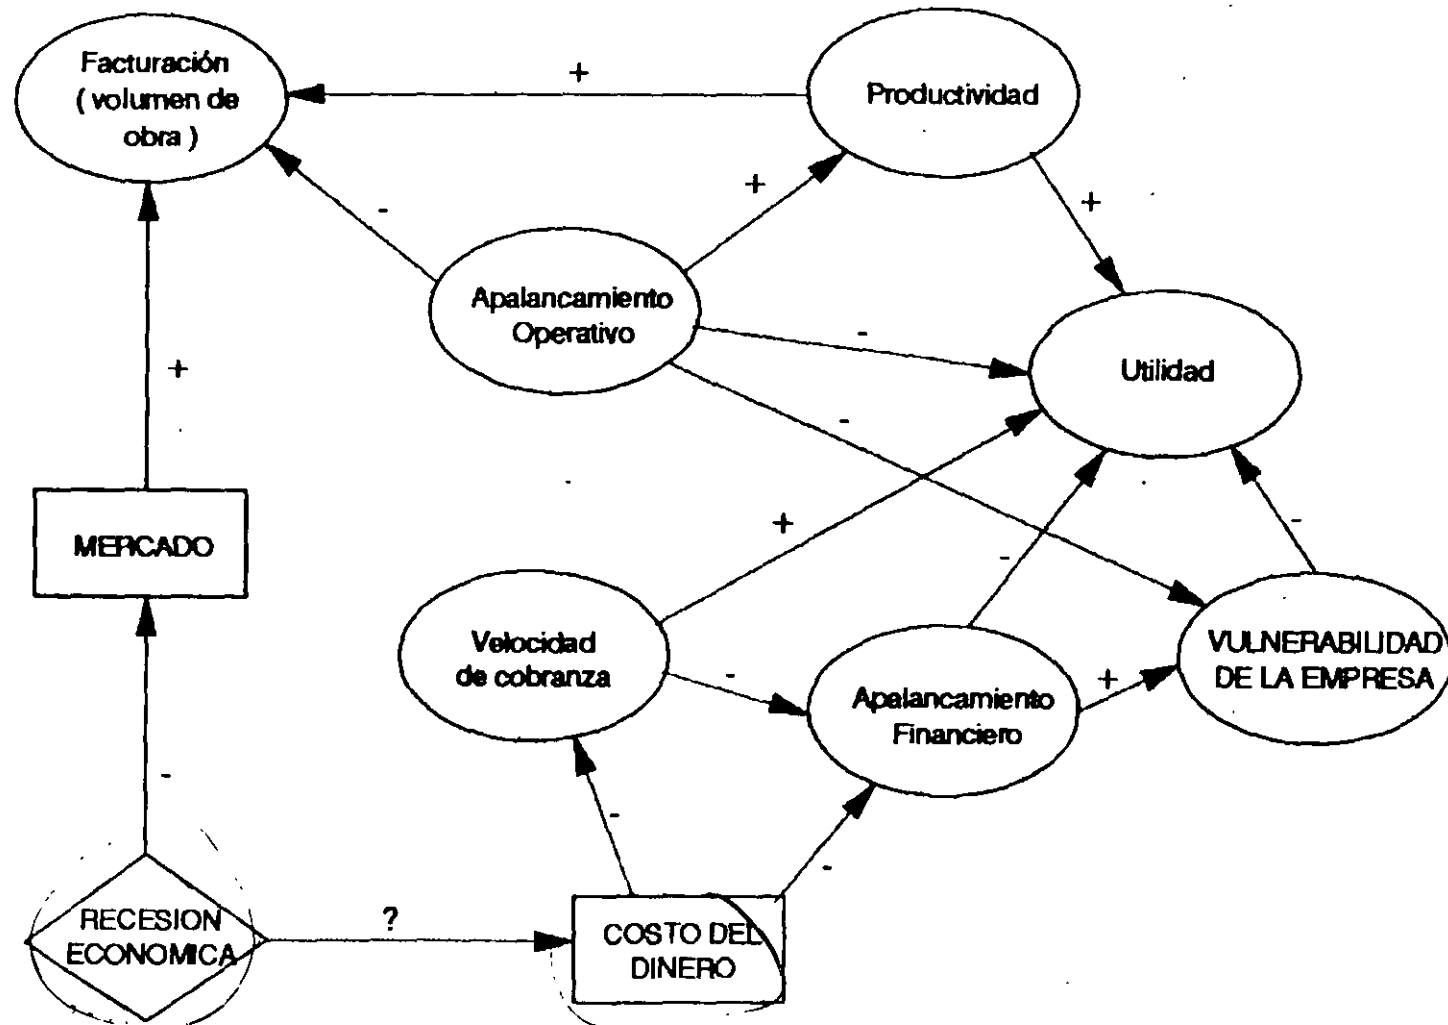 Facturación
( volumen de
obra )
+
Productividad
-
+
+
Apalancamiento
Operativo
-
Utilidad
+
-
MERCADO
+
-
-
Velocidad
de cobranza
-
Apalancamiento
Financiero
+
VULNERABILIDAD
DE LA EMPRESA
-
-
-
RECESION
ECONOMICA
?
COSTO DEL
DINERO